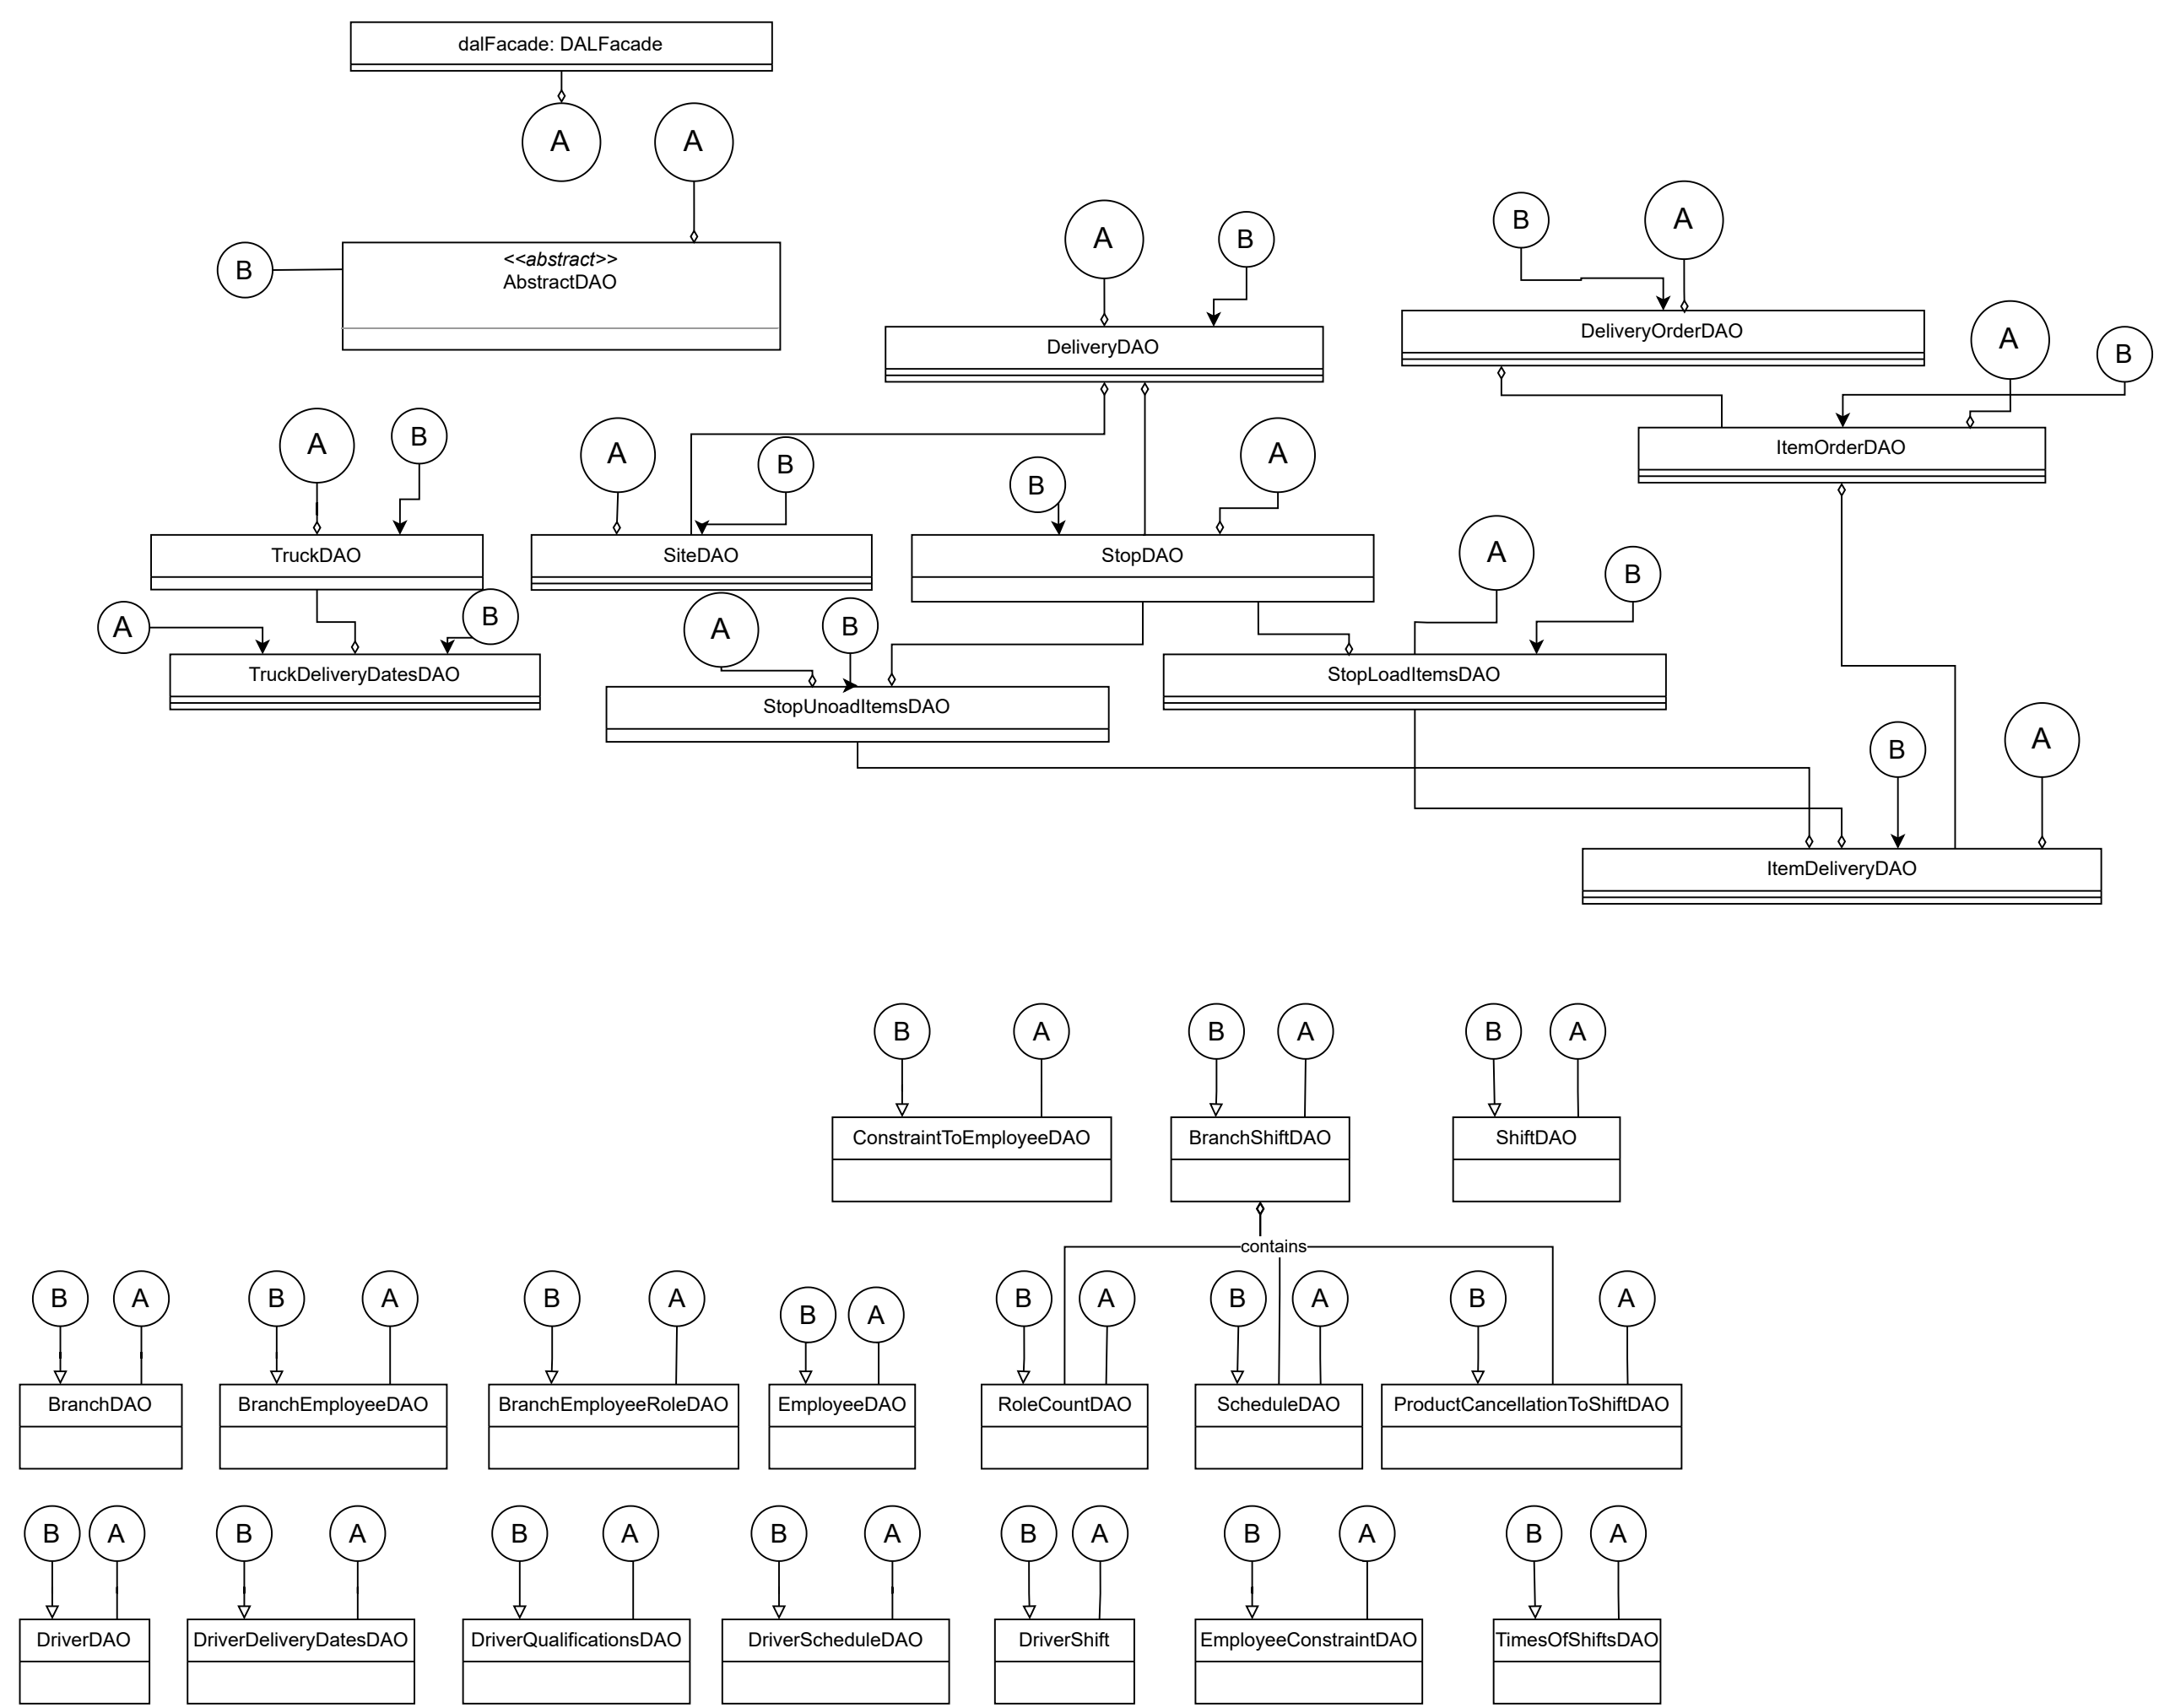 dalFacade: DALFacade
A
A
<<abstract>>
AbstractDAO
B
A
B
DeliveryDAO
B
A
DeliveryOrderDAO
A
B
ItemOrderDAO
A
B
TruckDAO
A
B
SiteDAO
B
A
StopDAO
A
B
TruckDeliveryDatesDAO
A
B
StopUnoadItemsDAO
A
B
StopLoadItemsDAO
B
A
ItemDeliveryDAO
B
A
ConstraintToEmployeeDAO
B
A
BranchShiftDAO
B
A
ShiftDAO
contains
B
A
BranchDAO
B
A
BranchEmployeeDAO
B
A
BranchEmployeeRoleDAO
B
A
EmployeeDAO
B
A
RoleCountDAO
B
A
ScheduleDAO
B
A
ProductCancellationToShiftDAO
B
A
DriverDAO
B
A
DriverDeliveryDatesDAO
B
A
DriverQualificationsDAO
B
A
DriverScheduleDAO
B
A
DriverShift
B
A
EmployeeConstraintDAO
B
A
TimesOfShiftsDAO